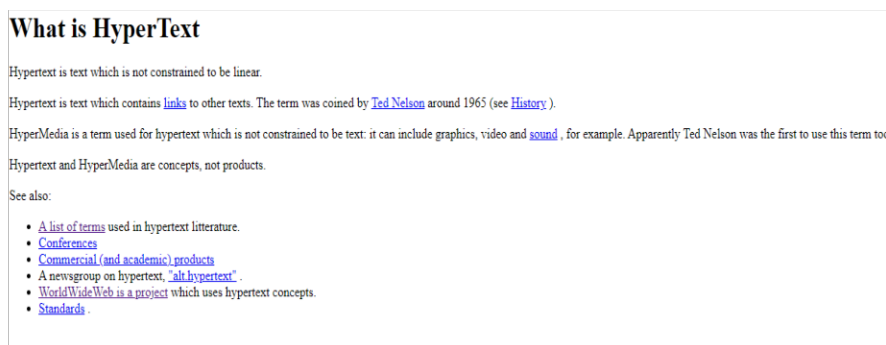 What is HyperText
Hypertext is text which is not constrained to be linear.
Hypertext is text which contains links to other texts. The term was coined by Ted Nelson around 1965 (see History ).
HyperMedia is a term used for hypertext which is not constrained to be text: it can include graphics, video and sound , for example. Apparently Ted Nelson was the first to use this term too
Hypertext and HyperMedia are concepts, not products.
See also:
• A list of terms used in hypertext litterature.
• Conferences
• Commercial (and academic) products
• A newsgroup on hypertext, "alt.hypertext" .
• WorldWideWeb is a project which uses hypertext concepts.
• Standards .